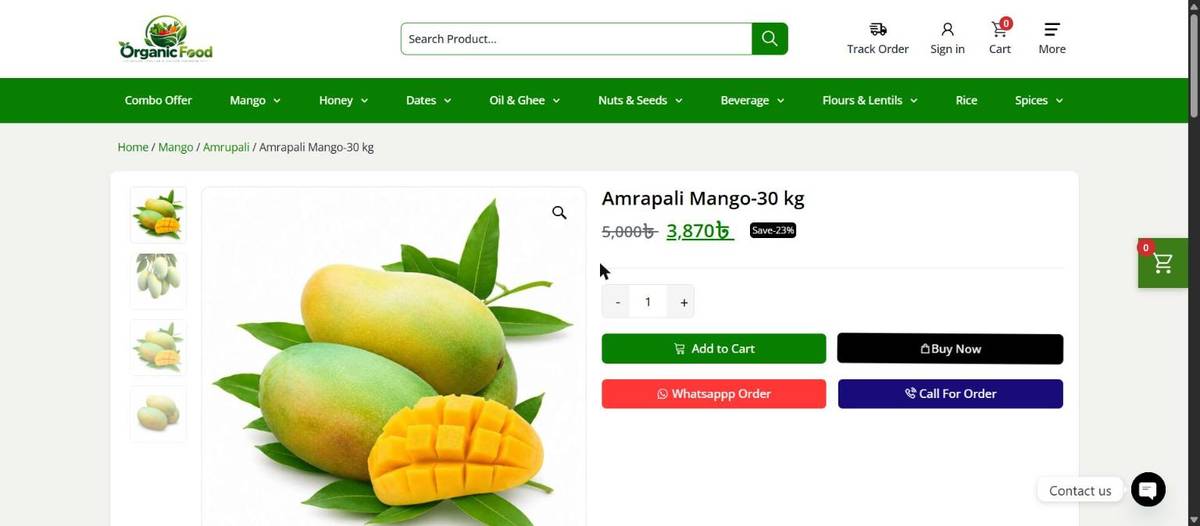 Organic Food
Search Product...
0
Track Order
Sign in
Cart
More
Combo Offer
Mango
Honey
Dates
Oil & Ghee
Nuts & Seeds
Beverage
Flours & Lentils
Rice
Spices
Home / Mango / Amrupali / Amrapali Mango-30 kg
Amrapali Mango-30 kg
5,000৳ 3,870৳ Save-23%
0
- 1 +
Add to Cart
Buy Now
Whatsappp Order
Call For Order
Contact us